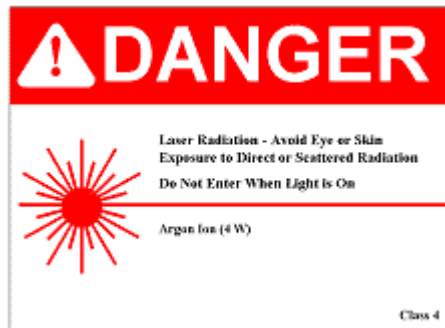 DANGER
Laser Radiation - Avoid Eye or Skin
Exposure to Direct or Scattered Radiation
Do Not Enter When Light is On
Argon Ion (4 W)
Class 4